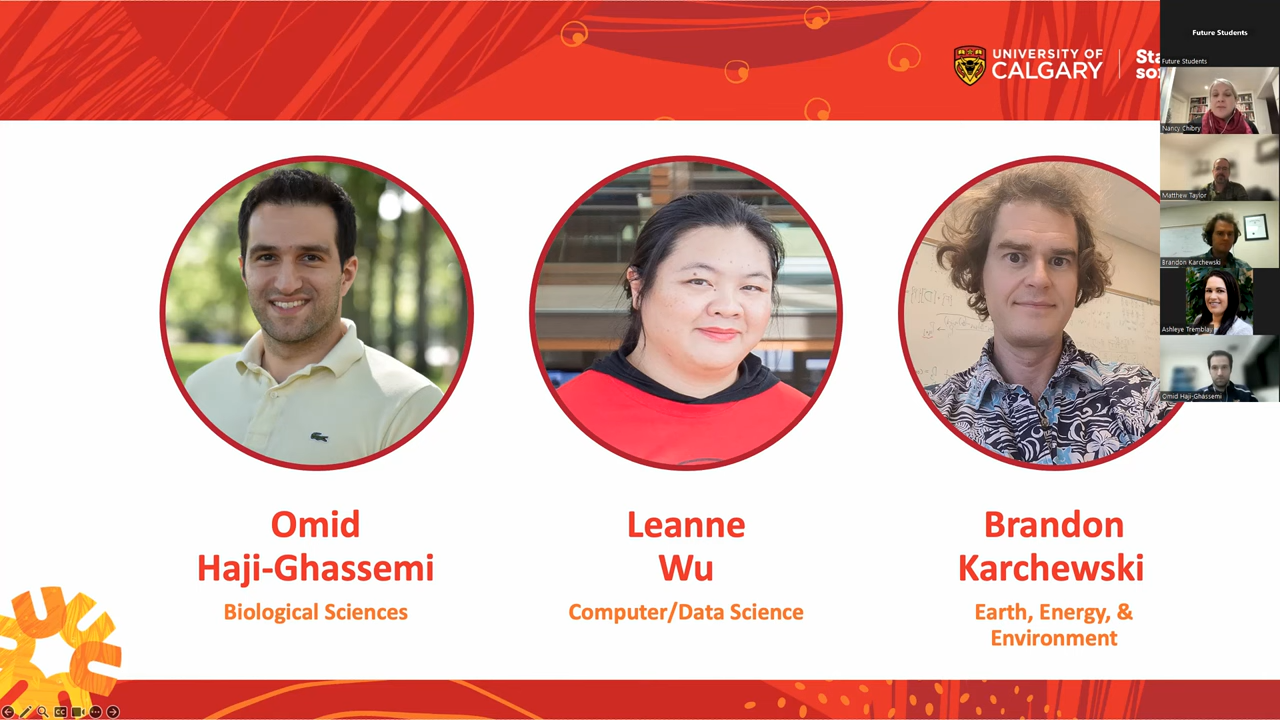 UNIVERSITY OF
CALGARY
Future Students
Future Students
Nancy Chibry
Matthew Taylor
Brandon Karchewski
Ashleye Tremblay
Omid Haji-Ghassemi
Omid
Haji-Ghassemi
Biological Sciences
Leanne
Wu
Computer/Data Science
Brandon
Karchewski
Earth, Energy, &
Environment
CC